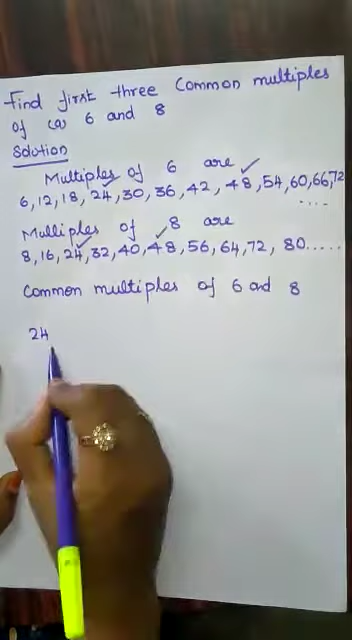 Find first three Common multiples
of (a) 6 and 8
Solution
Multiples of 6 are
6,12,18,24,30,36,42,48,54,60,66,72
....
Multiples of 8 are
8,16,24,32,40,48,56,64,72, 80.....
Common multiples of 6 and 8
24